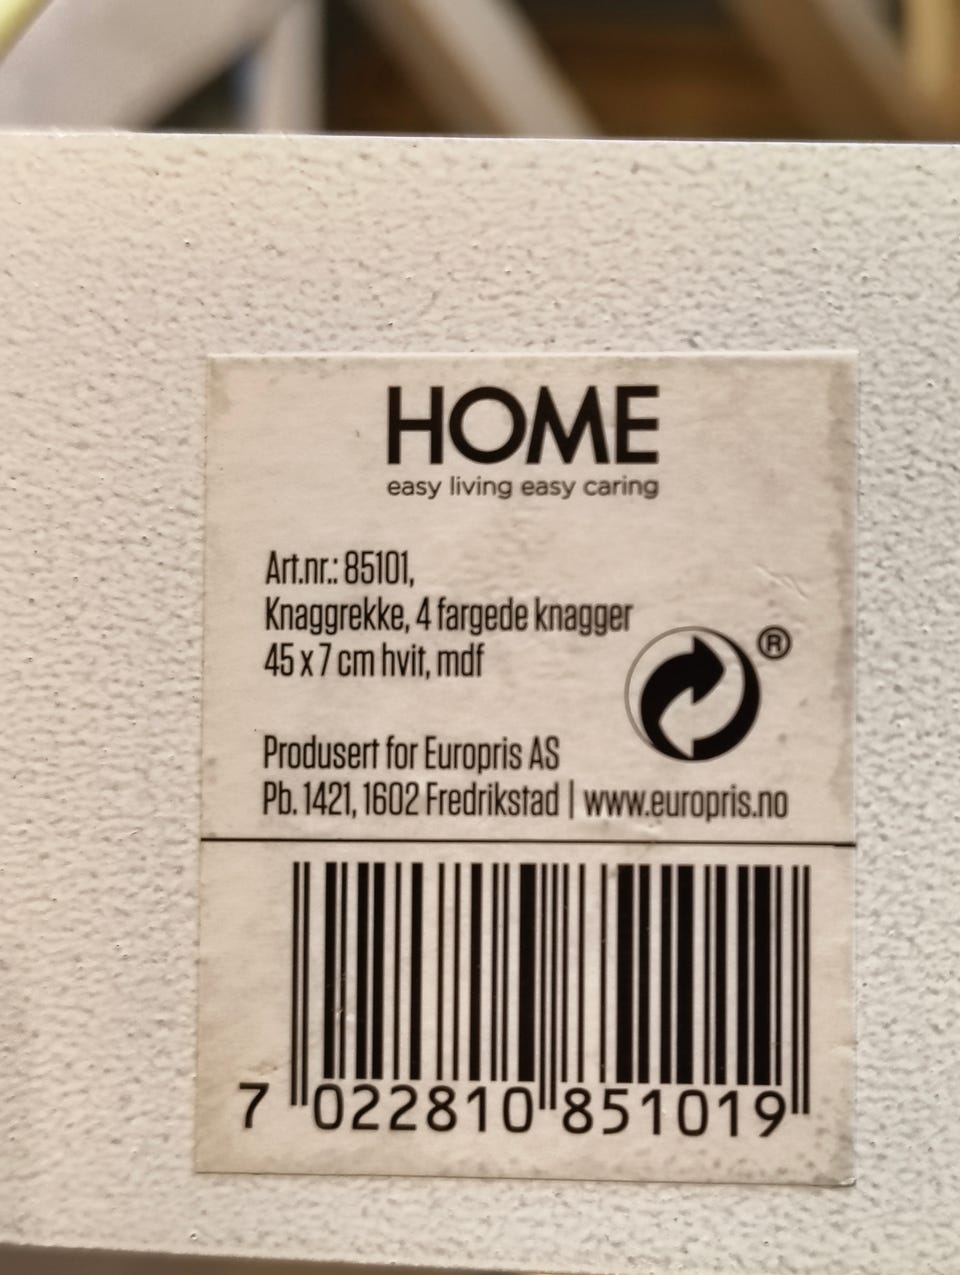 HOME
easy living easy caring
Art.nr.: 85101,
Knaggrekke, 4 fargede knagger
45 x 7 cm hvit, mdf
®
Produsert for Europris AS
Pb. 1421, 1602 Fredrikstad | www.europris.no
7 022810 851019